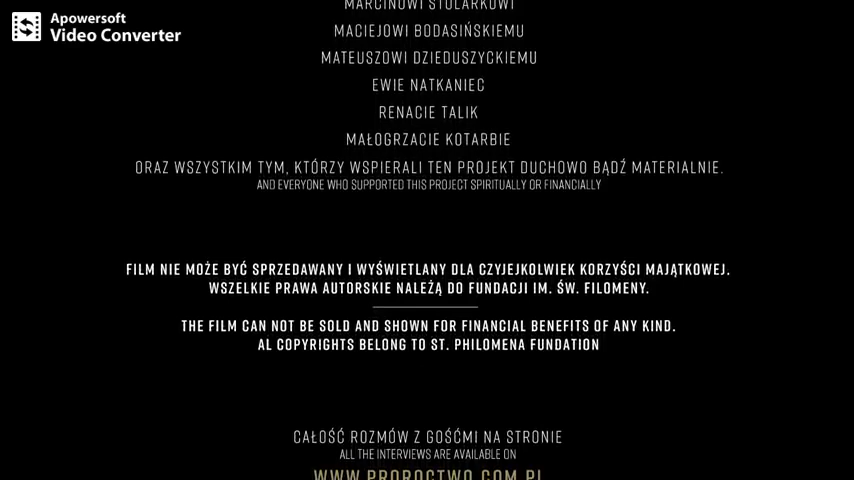 Apowersoft
Video Converter
MARCINOWI STOLARKOWI
MACIEJOWI BODASIŃSKIEMU
MATEUSZOWI DZIEDUSZYCKIEMU
EWIE NATKANIEC
RENACIE TALIK
MAŁOGRZACIE KOTARBIE
ORAZ WSZYSTKIM TYM, KTÓRZY WSPIERALI TEN PROJEKT DUCHOWO BĄDŹ MATERIALNIE.
AND EVERYONE WHO SUPPORTED THIS PROJECT SPIRITUALLY OR FINANCIALLY
FILM NIE MOŻE BYĆ SPRZEDAWANY I WYŚWIETLANY DLA CZYJEJKOLWIEK KORZYŚCI MAJĄTKOWEJ.
WSZELKIE PRAWA AUTORSKIE NALEŻĄ DO FUNDACJI IM. ŚW. FILOMENY.
THE FILM CAN NOT BE SOLD AND SHOWN FOR FINANCIAL BENEFITS OF ANY KIND.
AL COPYRIGHTS BELONG TO ST. PHILOMENA FUNDATION
CAŁOŚĆ ROZMÓW Z GOŚĆMI NA STRONIE
ALL THE INTERVIEWS ARE AVAILABLE ON
WWW.PROROCTWO.COM.PL